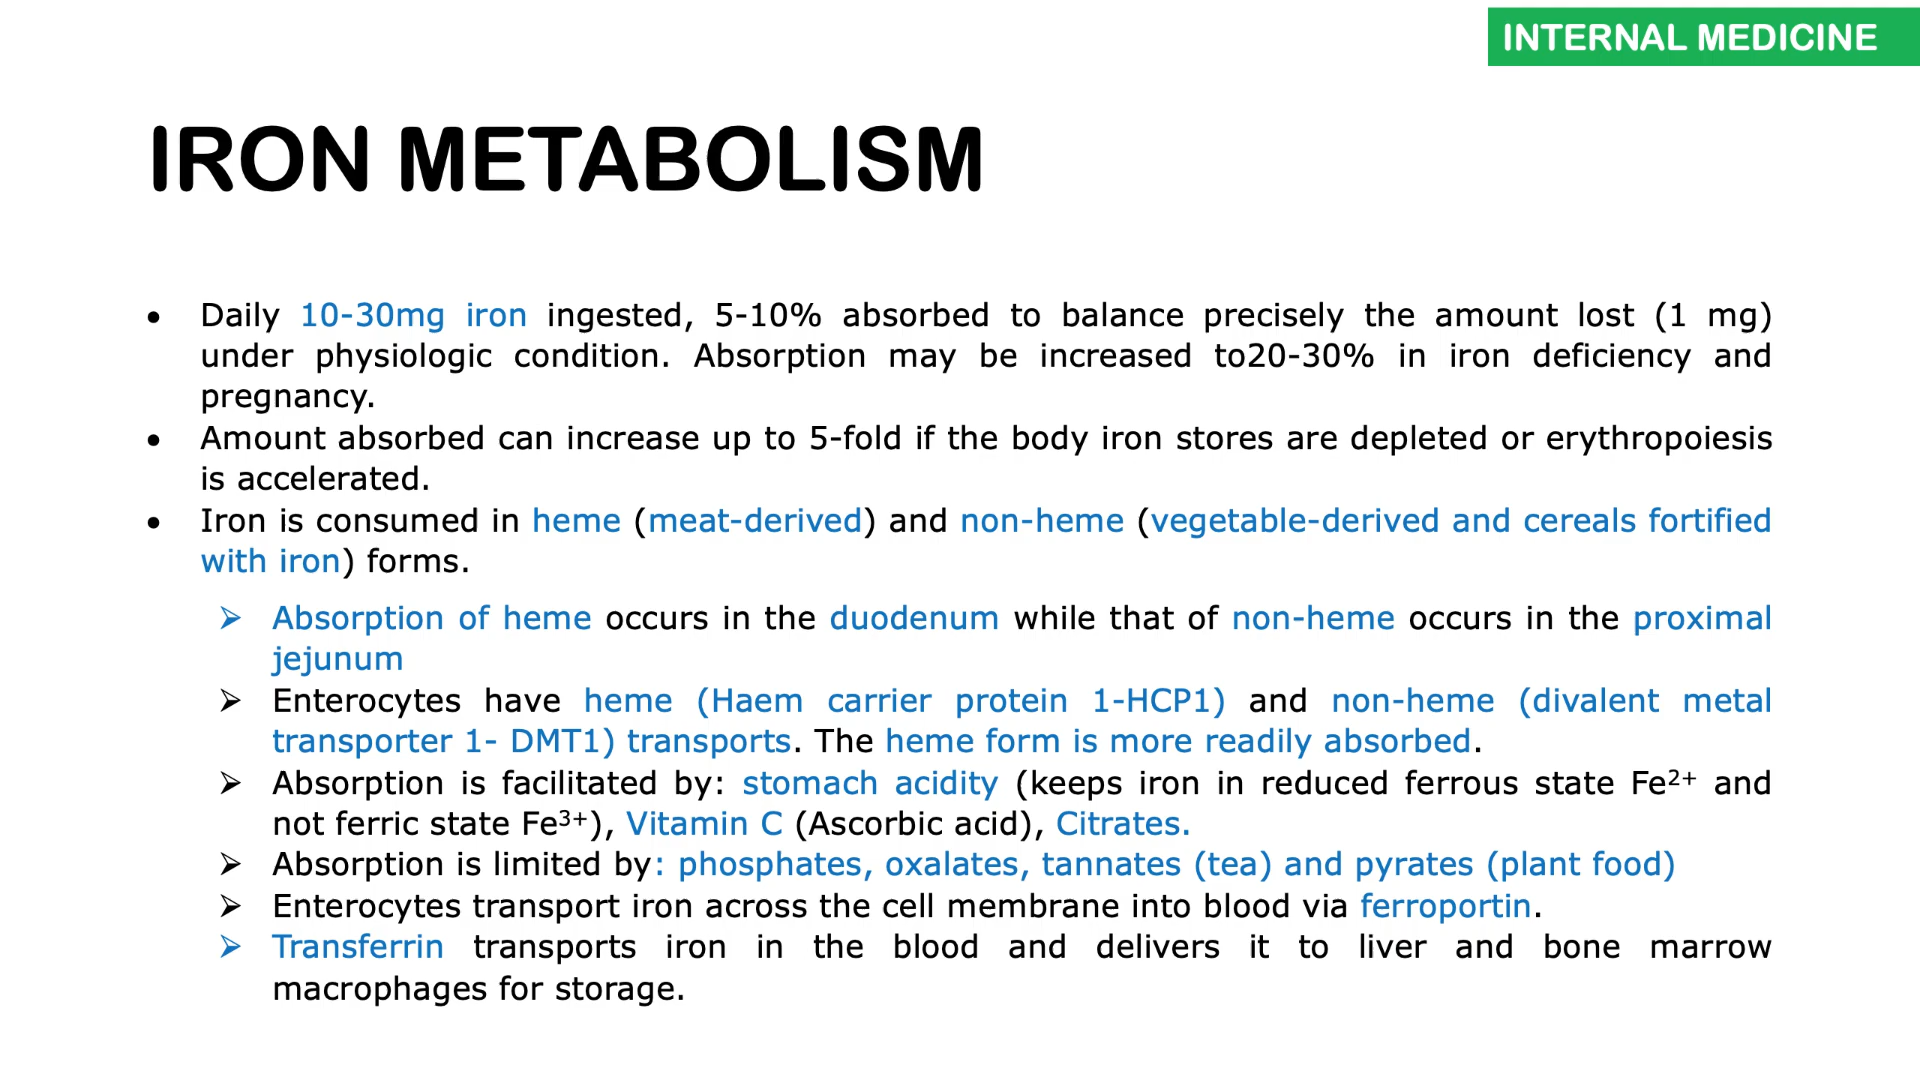 INTERNAL MEDICINE
IRON METABOLISM
• Daily 10-30mg iron ingested, 5-10% absorbed to balance precisely the amount lost (1 mg)
under physiologic condition. Absorption may be increased to20-30% in iron deficiency and
pregnancy.
• Amount absorbed can increase up to 5-fold if the body iron stores are depleted or erythropoiesis
is accelerated.
• Iron is consumed in heme (meat-derived) and non-heme (vegetable-derived and cereals fortified
with iron) forms.
➢ Absorption of heme occurs in the duodenum while that of non-heme occurs in the proximal
jejunum
➢ Enterocytes have heme (Haem carrier protein 1-HCP1) and non-heme (divalent metal
transporter 1- DMT1) transports. The heme form is more readily absorbed.
➢ Absorption is facilitated by: stomach acidity (keeps iron in reduced ferrous state Fe²⁺ and
not ferric state Fe³⁺), Vitamin C (Ascorbic acid), Citrates.
➢ Absorption is limited by: phosphates, oxalates, tannates (tea) and pyrates (plant food)
➢ Enterocytes transport iron across the cell membrane into blood via ferroportin.
➢ Transferrin transports iron in the blood and delivers it to liver and bone marrow
macrophages for storage.